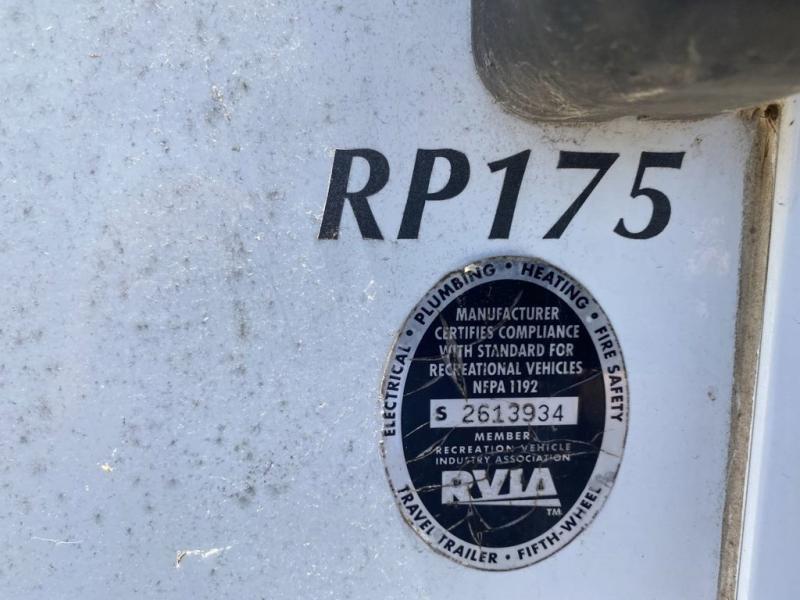 RP175
ELECTRICAL • PLUMBING • HEATING • FIRE SAFETY
MANUFACTURER
CERTIFIES COMPLIANCE
WITH STANDARD FOR
RECREATIONAL VEHICLES
NFPA 1192
S 2613934
MEMBER
RECREATION VEHICLE
INDUSTRY ASSOCIATION
RVIA
TM
TRAVEL TRAILER • FIFTH-WHEEL